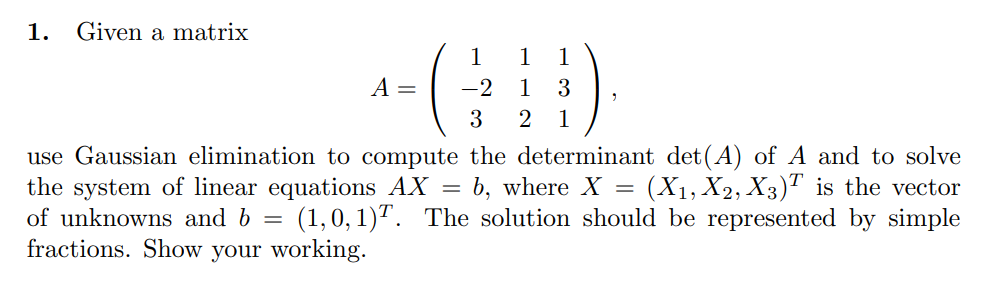 1. Given a matrix
A = ( 1 1 1
−2 1 3
3 2 1 ) ,
use Gaussian elimination to compute the determinant det(A) of A and to solve
the system of linear equations AX = b, where X = (X₁, X₂, X₃)ᵀ is the vector
of unknowns and b = (1, 0, 1)ᵀ. The solution should be represented by simple
fractions. Show your working.